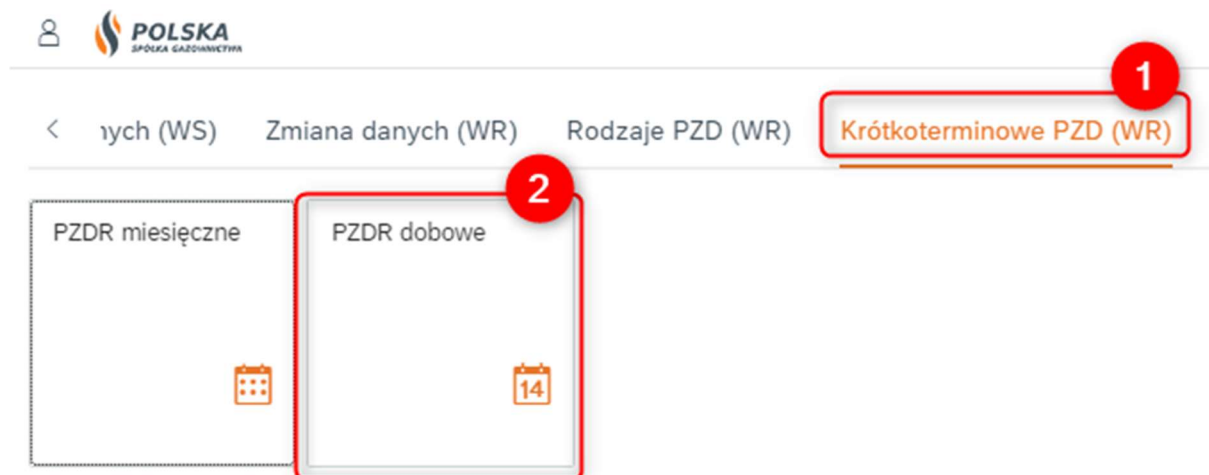 POLSKA
SPÓŁKA GAZOWNICTWA
1
nych (WS) Zmiana danych (WR) Rodzaje PZD (WR) Krótkoterminowe PZD (WR)
2
PZDR miesięczne PZDR dobowe
14